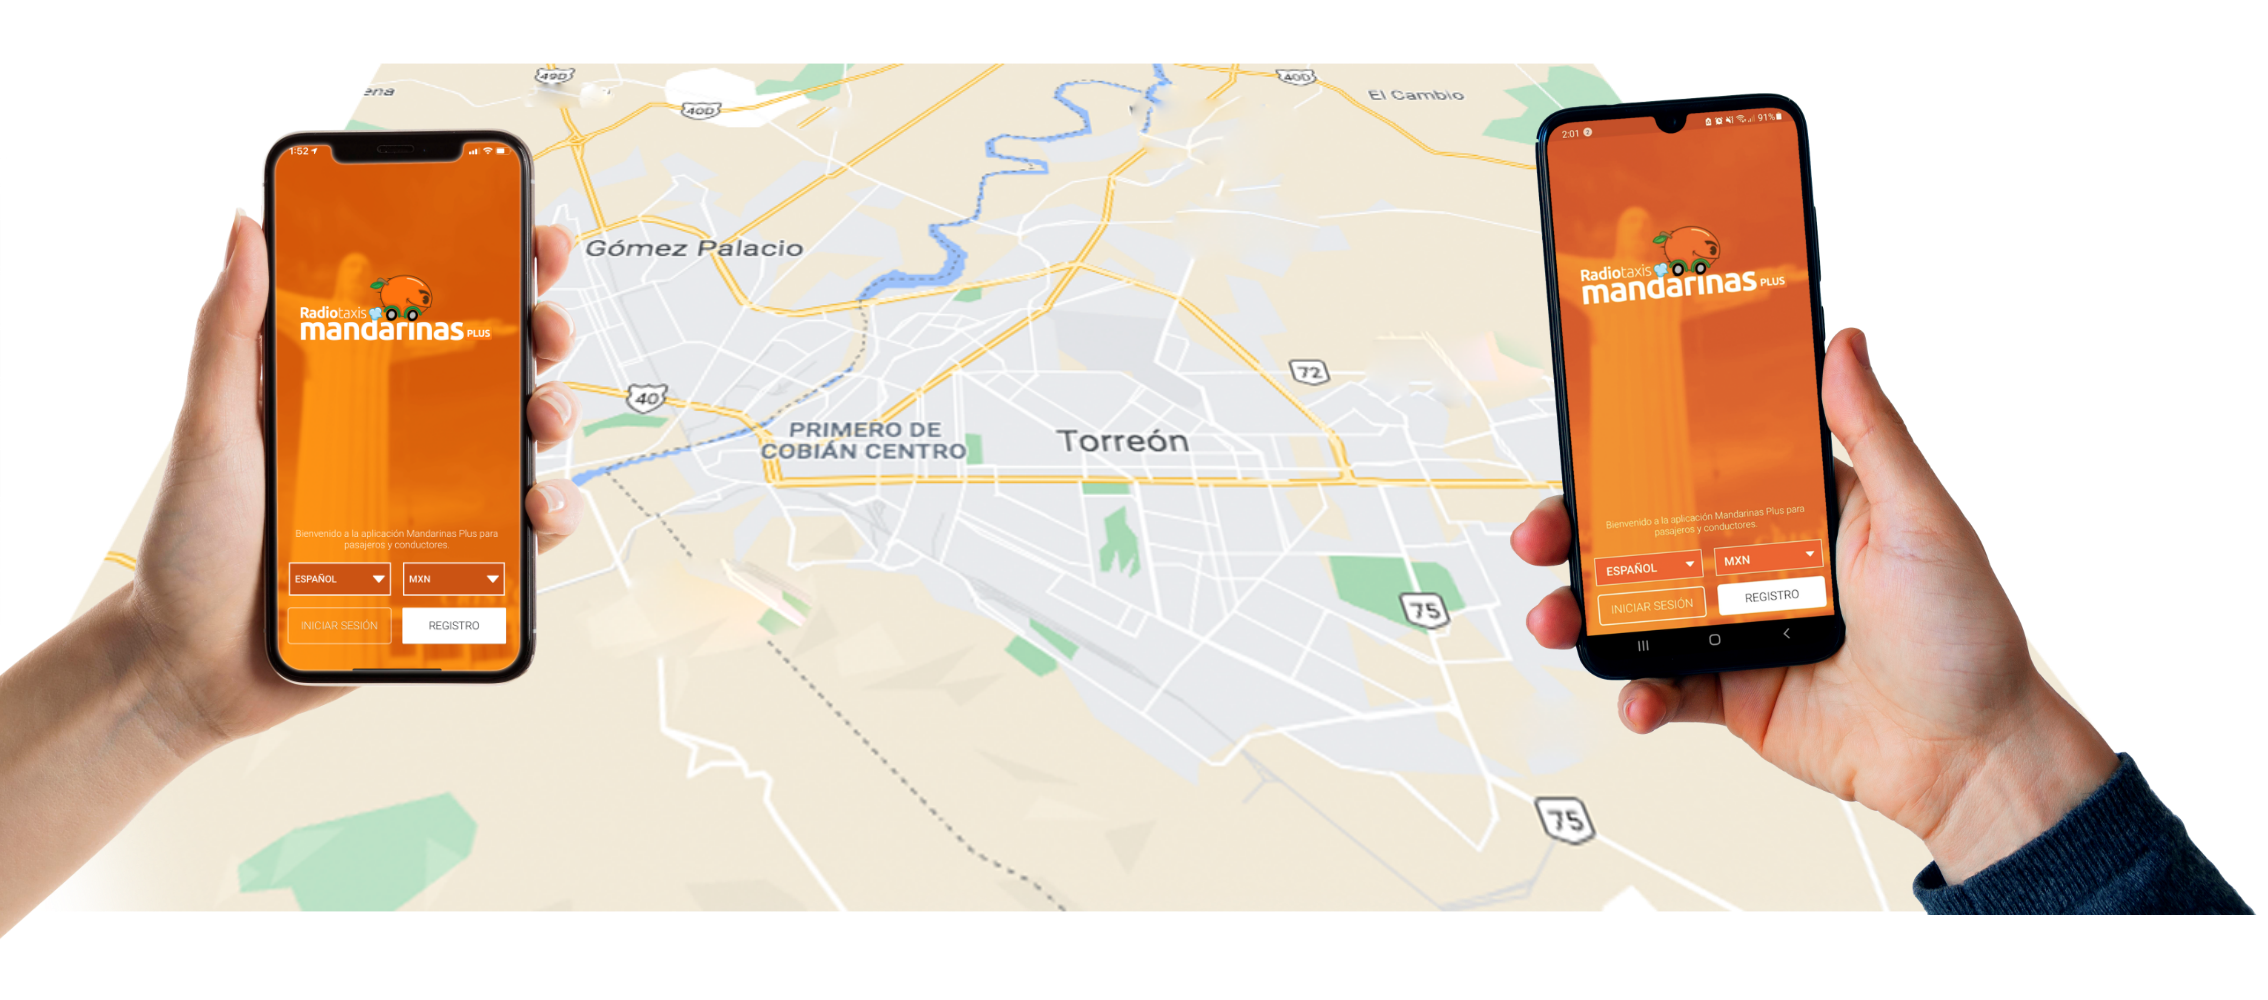 49D
40D
40D
El Cambio
ena
1:52
2:01
91%
Gómez Palacio
Radiotaxis
mandarinas PLUS
Radiotaxis
mandarinas PLUS
72
40
PRIMERO DE
COBIÁN CENTRO
Torreón
Bienvenido a la aplicación Mandarinas Plus para
pasajeros y conductores.
ESPAÑOL
MXN
INICIAR SESIÓN
REGISTRO
Bienvenido a la aplicación Mandarinas Plus para
pasajeros y conductores.
ESPAÑOL
MXN
INICIAR SESIÓN
REGISTRO
75
75